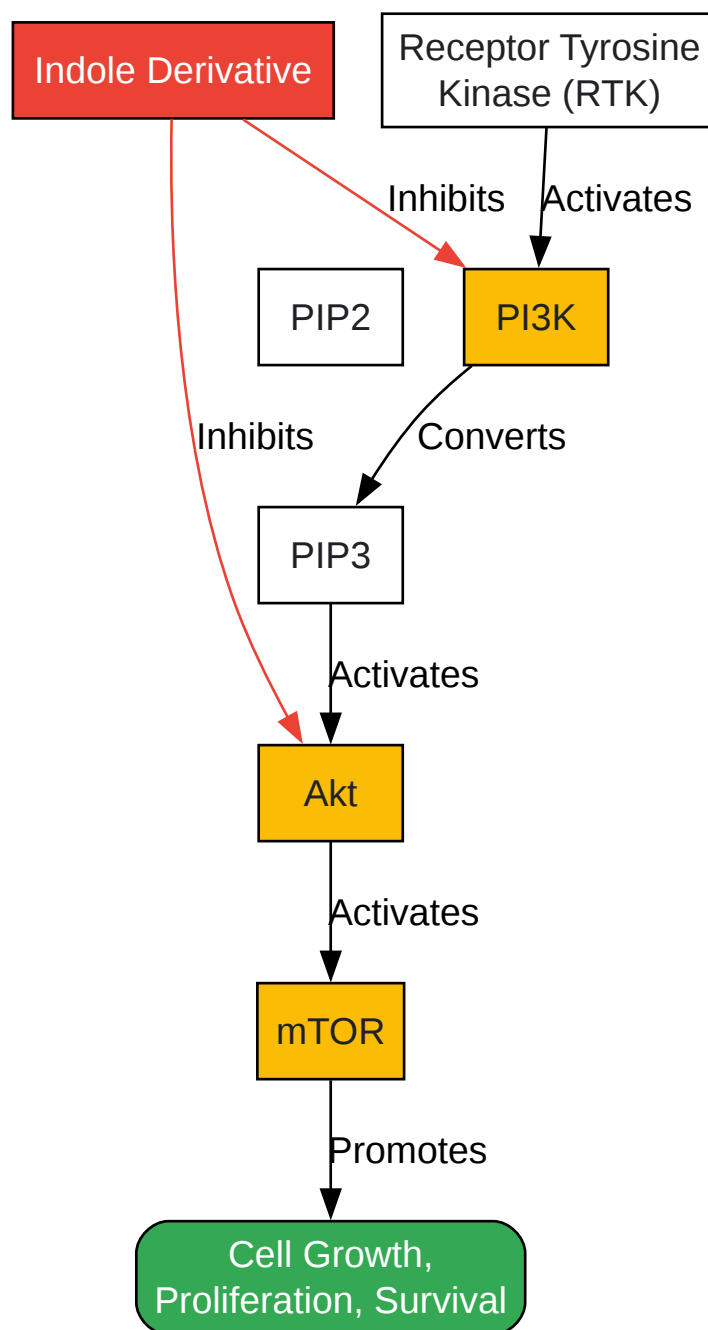 Indole Derivative
Receptor Tyrosine
Kinase (RTK)
Inhibits
Activates
PIP2
PI3K
Inhibits
Converts
PIP3
Activates
Akt
Activates
mTOR
Promotes
Cell Growth,
Proliferation, Survival